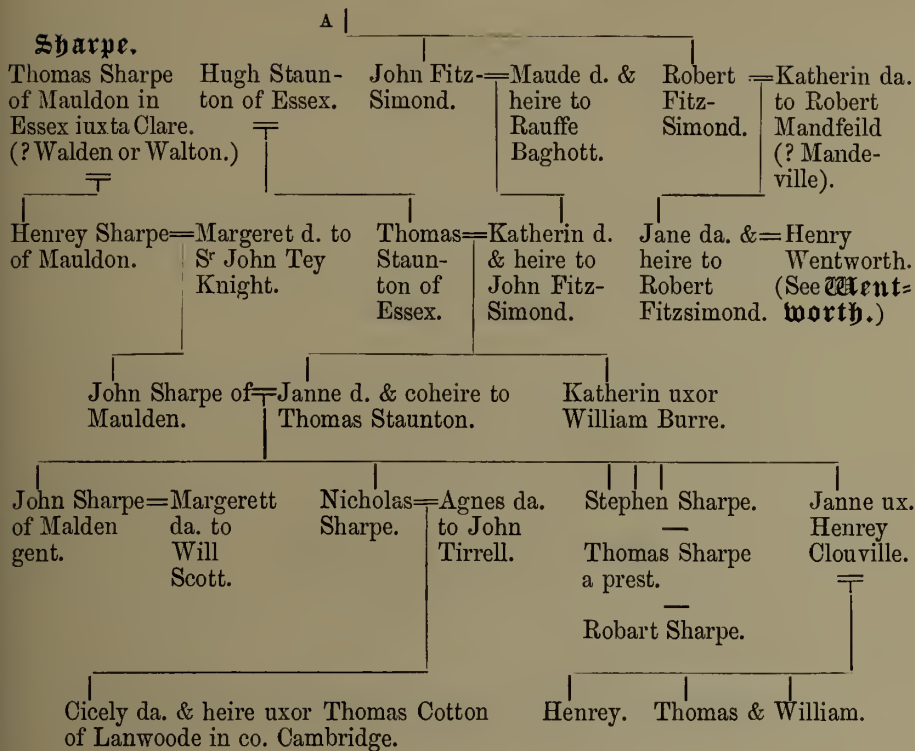 A
Sharpe.
Thomas Sharpe
of Mauldon in
Essex iuxta Clare.
(? Walden or Walton.)
Hugh Staun-
ton of Essex.
John Fitz-
Simond.
Maude d. &
heire to
Rauffe
Baghott.
Robert
Fitz-
Simond.
Katherin da.
to Robert
Mandfeild
(? Mande-
ville).
Henrey Sharpe
of Mauldon.
Margeret d. to
Sr John Tey
Knight.
Thomas
Staun-
ton of
Essex.
Katherin d.
& heire to
John Fitz-
Simond.
Jane da. &
heire to
Robert
Fitzsimond.
Henry
Wentworth.
(See Went-
worth.)
John Sharpe of
Maulden.
Janne d. & coheire to
Thomas Staunton.
Katherin uxor
William Burre.
John Sharpe
of Malden
gent.
Margerett
da. to
Will
Scott.
Nicholas
Sharpe.
Agnes da.
to John
Tirrell.
Stephen Sharpe.
—
Thomas Sharpe
a prest.
—
Robart Sharpe.
Janne ux.
Henrey
Clouville.
Cicely da. & heire uxor Thomas Cotton
of Lanwoode in co. Cambridge.
Henrey.
Thomas & William.